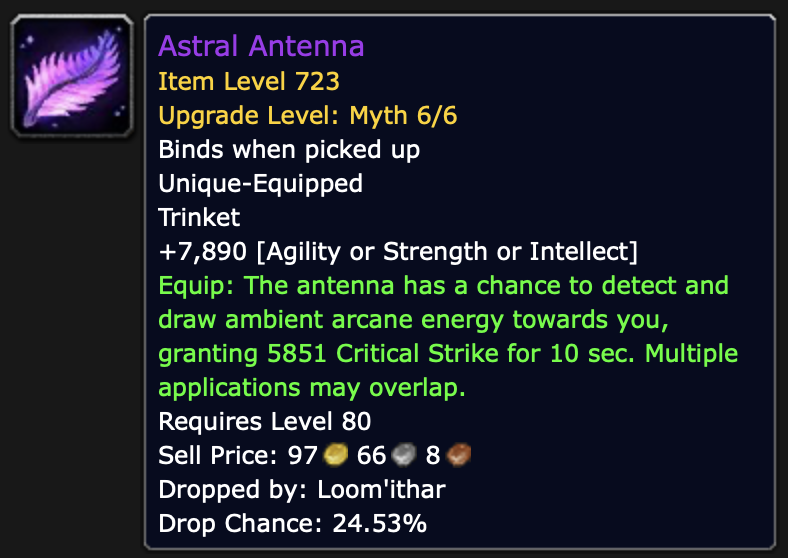 Astral Antenna
Item Level 723
Upgrade Level: Myth 6/6
Binds when picked up
Unique-Equipped
Trinket
+7,890 [Agility or Strength or Intellect]
Equip: The antenna has a chance to detect and
draw ambient arcane energy towards you,
granting 5851 Critical Strike for 10 sec. Multiple
applications may overlap.
Requires Level 80
Sell Price: 97 66 8
Dropped by: Loom'ithar
Drop Chance: 24.53%